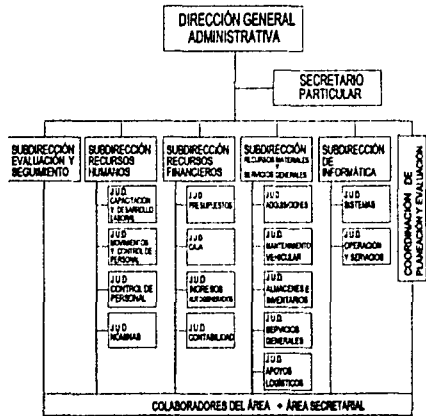 DIRECCIÓN GENERAL
ADMINISTRATIVA
SECRETARIO
PARTICULAR
SUBDIRECCIÓN
EVALUACIÓN Y
SEGUIMIENTO
SUBDIRECCIÓN
RECURSOS
HUMANOS
SUBDIRECCIÓN
RECURSOS
FINANCIEROS
SUBDIRECCIÓN
RECURSOS MATERIALES Y
SERVICIOS GENERALES
SUBDIRECCIÓN
DE
INFORMÁTICA
COORDINACIÓN DE
PLANEACIÓN Y EVALUACIÓN
J.U.D.
CAPACITACIÓN
Y DESARROLLO
LABORAL
J.U.D.
MOVIMIENTOS
Y CONTROL DE
PERSONAL
J.U.D.
CONTROL DE
PERSONAL
J.U.D.
NÓMINAS
J.U.D.
PRESUPUESTOS
J.U.D.
CAJA
J.U.D.
INGRESOS
AUTOGENERADOS
J.U.D.
CONTABILIDAD
J.U.D.
ADQUISICIONES
J.U.D.
MANTENIMIENTO
VEHICULAR
J.U.D.
ALMACENES E
INVENTARIOS
J.U.D.
SERVICIOS
GENERALES
J.U.D.
APOYOS
LOGÍSTICOS
J.U.D.
SISTEMAS
J.U.D.
OPERACIÓN
Y SERVICIOS
COLABORADORES DEL ÁREA + ÁREA SECRETARIAL